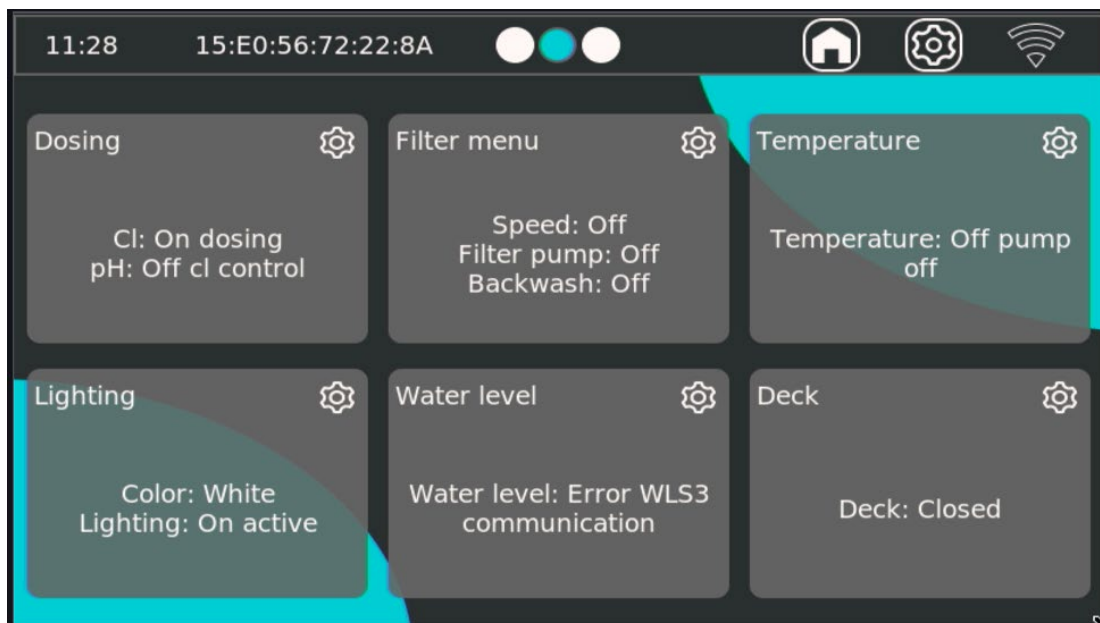 11:28 15:E0:56:72:22:8A
Dosing
Cl: On dosing
pH: Off cl control
Filter menu
Speed: Off
Filter pump: Off
Backwash: Off
Temperature
Temperature: Off pump
off
Lighting
Color: White
Lighting: On active
Water level
Water level: Error WLS3
communication
Deck
Deck: Closed